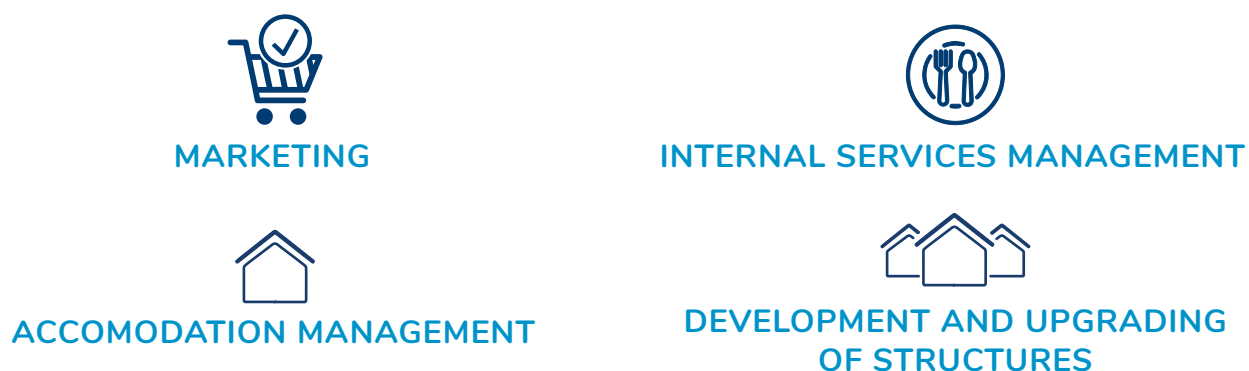 MARKETING
INTERNAL SERVICES MANAGEMENT
ACCOMODATION MANAGEMENT
DEVELOPMENT AND UPGRADING
OF STRUCTURES